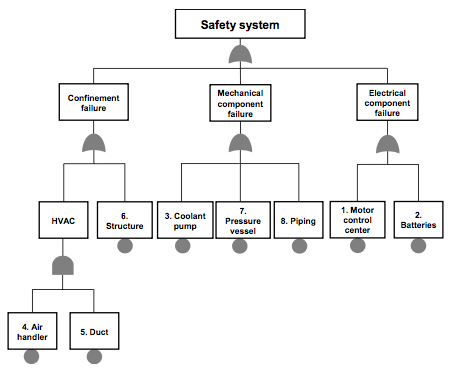 Safety system
Confinement
failure
Mechanical
component
failure
Electrical
component
failure
HVAC
6.
Structure
3. Coolant
pump
7.
Pressure
vessel
8. Piping
1. Motor
control
center
2.
Batteries
4. Air
handler
5. Duct